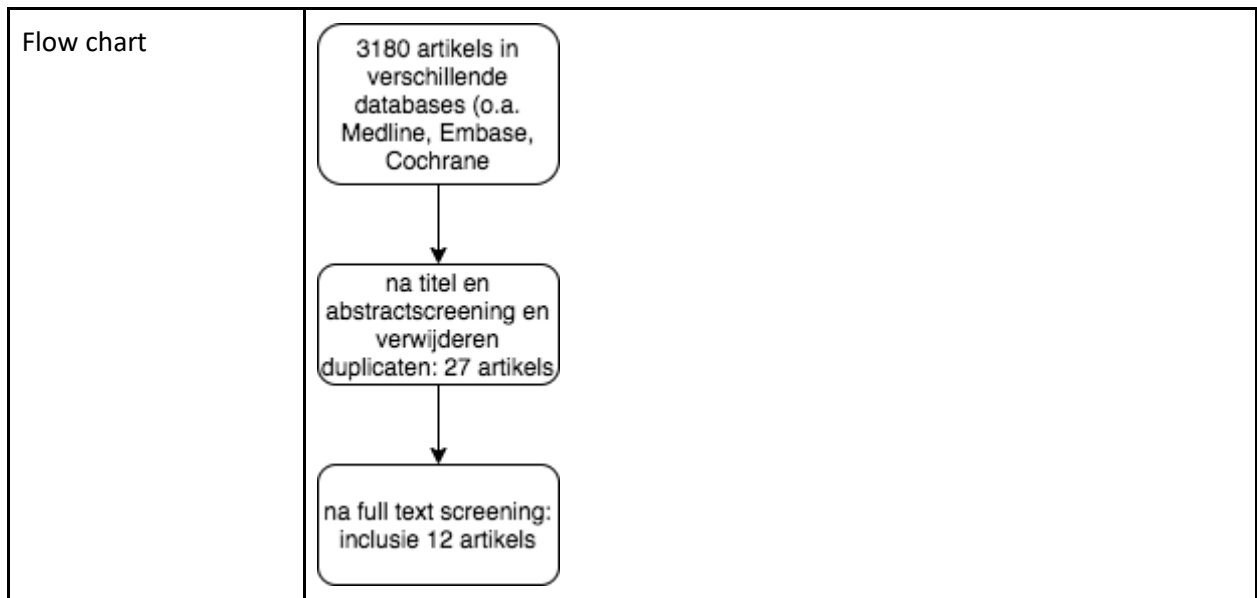 Flow chart
3180 artikels in
verschillende
databases (o.a.
Medline, Embase,
Cochrane
na titel en
abstractscreening en
verwijderen
duplicaten: 27 artikels
na full text screening:
inclusie 12 artikels